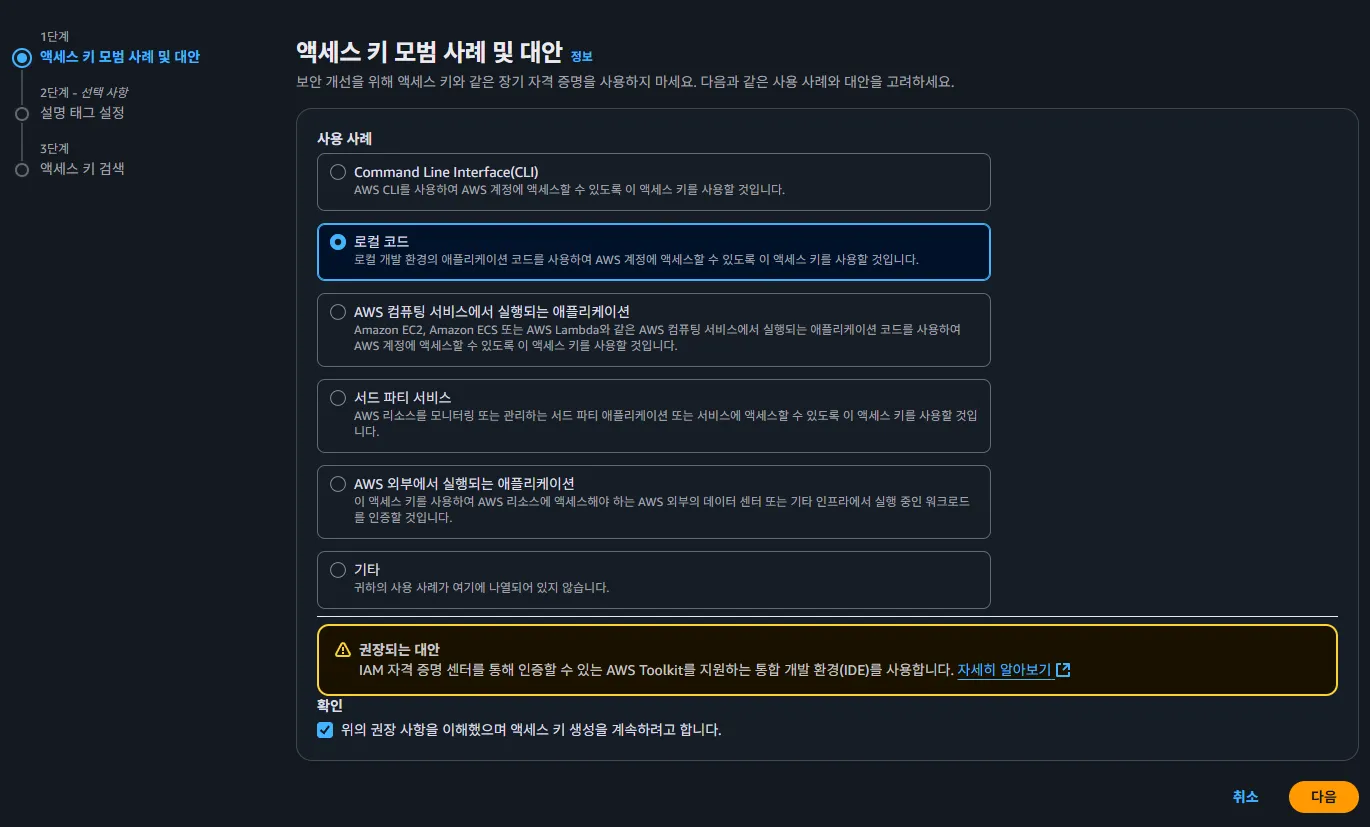 1단계
액세스 키 모범 사례 및 대안
2단계 - 선택 사항
설명 태그 설정
3단계
액세스 키 검색
액세스 키 모범 사례 및 대안 정보
보안 개선을 위해 액세스 키와 같은 장기 자격 증명을 사용하지 마세요. 다음과 같은 사용 사례와 대안을 고려하세요.
사용 사례
Command Line Interface(CLI)
AWS CLI를 사용하여 AWS 계정에 액세스할 수 있도록 이 액세스 키를 사용할 것입니다.
로컬 코드
로컬 개발 환경의 애플리케이션 코드를 사용하여 AWS 계정에 액세스할 수 있도록 이 액세스 키를 사용할 것입니다.
AWS 컴퓨팅 서비스에서 실행되는 애플리케이션
Amazon EC2, Amazon ECS 또는 AWS Lambda와 같은 AWS 컴퓨팅 서비스에서 실행되는 애플리케이션 코드를 사용하여
AWS 계정에 액세스할 수 있도록 이 액세스 키를 사용할 것입니다.
서드 파티 서비스
AWS 리소스를 모니터링 또는 관리하는 서드 파티 애플리케이션 또는 서비스에 액세스할 수 있도록 이 액세스 키를 사용할 것입
니다.
AWS 외부에서 실행되는 애플리케이션
이 액세스 키를 사용하여 AWS 리소스에 액세스해야 하는 AWS 외부의 데이터 센터 또는 기타 인프라에서 실행 중인 워크로드
를 인증할 것입니다.
기타
귀하의 사용 사례가 여기에 나열되어 있지 않습니다.
권장되는 대안
IAM 자격 증명 센터를 통해 인증할 수 있는 AWS Toolkit를 지원하는 통합 개발 환경(IDE)를 사용합니다. 자세히 알아보기
확인
위의 권장 사항을 이해했으며 액세스 키 생성을 계속하려고 합니다.
취소
다음